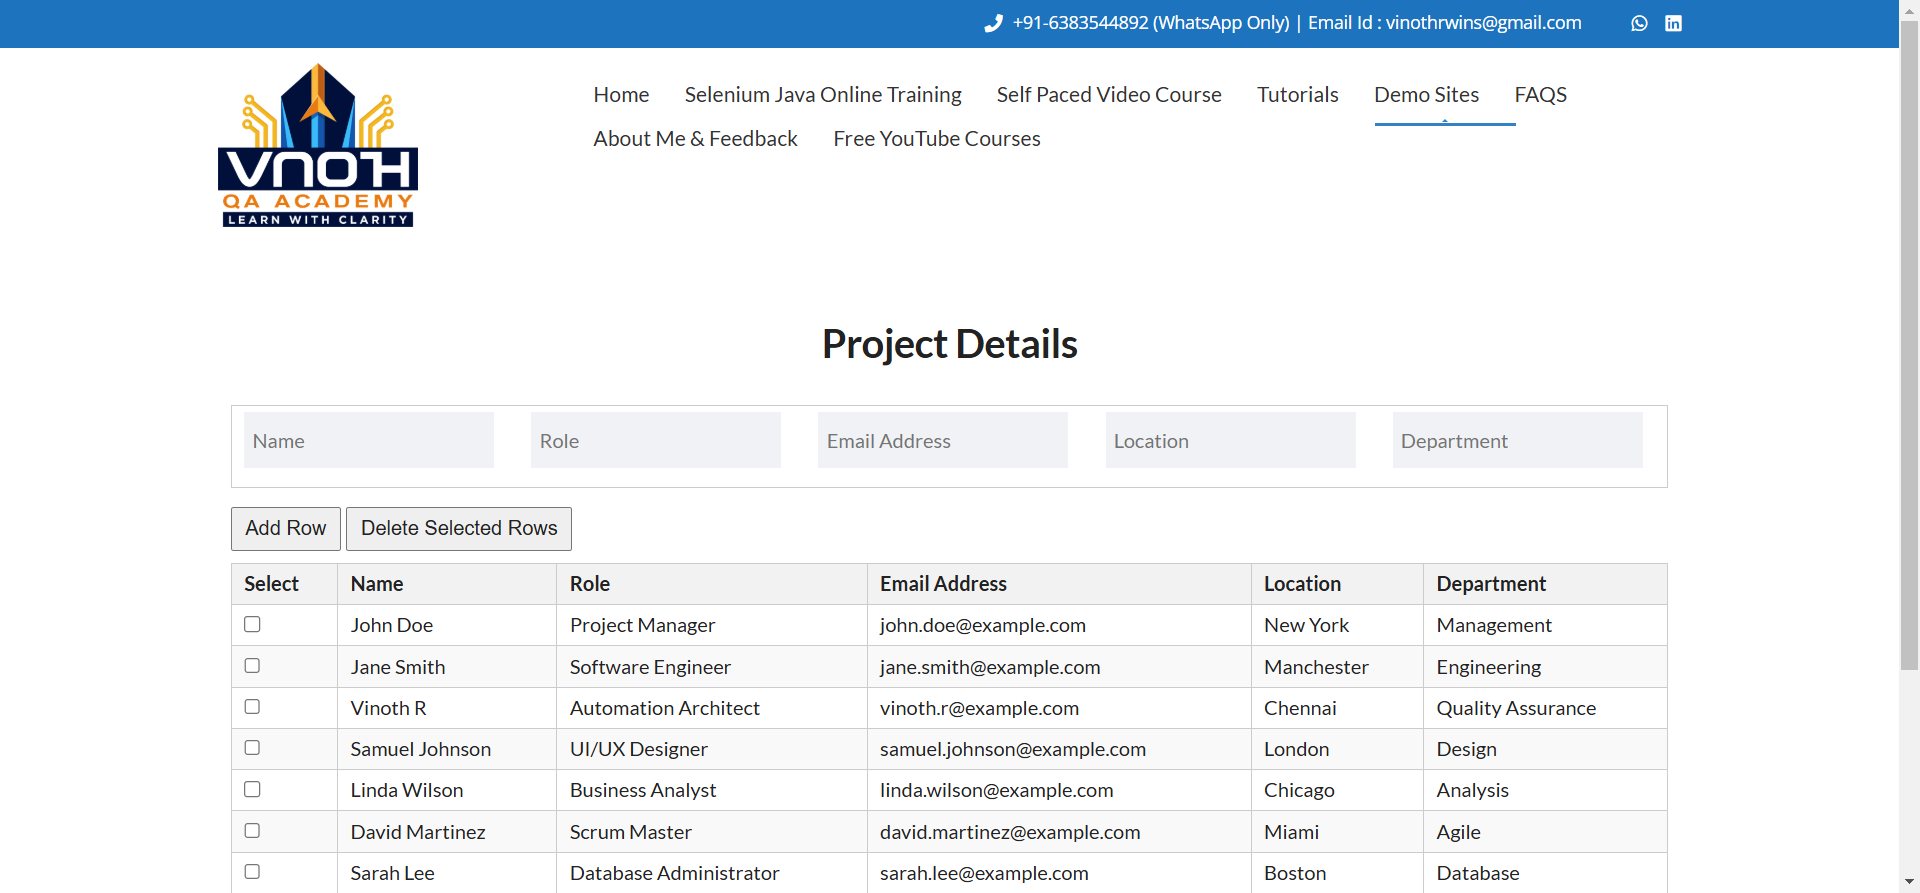 +91-6383544892 (WhatsApp Only) | Email Id : vinothrwins@gmail.com
VNOTH
QA ACADEMY
LEARN WITH CLARITY
Home Selenium Java Online Training Self Paced Video Course Tutorials Demo Sites FAQS
About Me & Feedback Free YouTube Courses
Project Details
Name Role Email Address Location Department
Add Row Delete Selected Rows
Select Name Role Email Address Location Department
John Doe Project Manager john.doe@example.com New York Management
Jane Smith Software Engineer jane.smith@example.com Manchester Engineering
Vinoth R Automation Architect vinoth.r@example.com Chennai Quality Assurance
Samuel Johnson UI/UX Designer samuel.johnson@example.com London Design
Linda Wilson Business Analyst linda.wilson@example.com Chicago Analysis
David Martinez Scrum Master david.martinez@example.com Miami Agile
Sarah Lee Database Administrator sarah.lee@example.com Boston Database